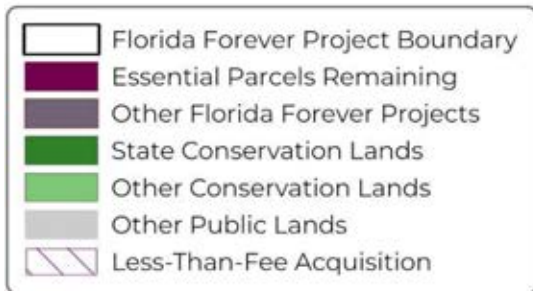 Florida Forever Project Boundary
Essential Parcels Remaining
Other Florida Forever Projects
State Conservation Lands
Other Conservation Lands
Other Public Lands
Less-Than-Fee Acquisition